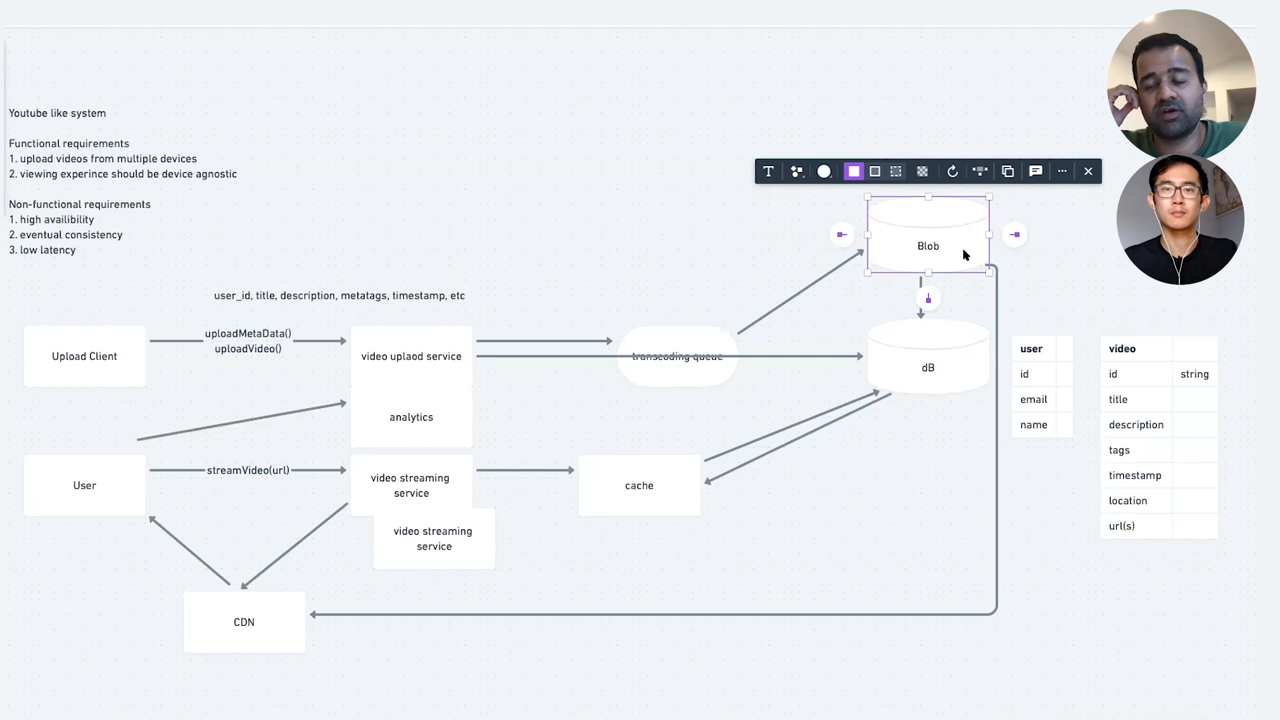 Youtube like system
Functional requirements
1. upload videos from multiple devices
2. viewing experince should be device agnostic
Non-functional requirements
1. high availibility
2. eventual consistency
3. low latency
T
Blob
user_id, title, description, metatags, timestamp, etc
Upload Client
uploadMetaData()
uploadVideo()
video uplaod service
transcoding queue
dB
analytics
User
streamVideo(url)
video streaming
service
video streaming
service
cache
CDN
user
id
email
name
video
id string
title
description
tags
timestamp
location
url(s)